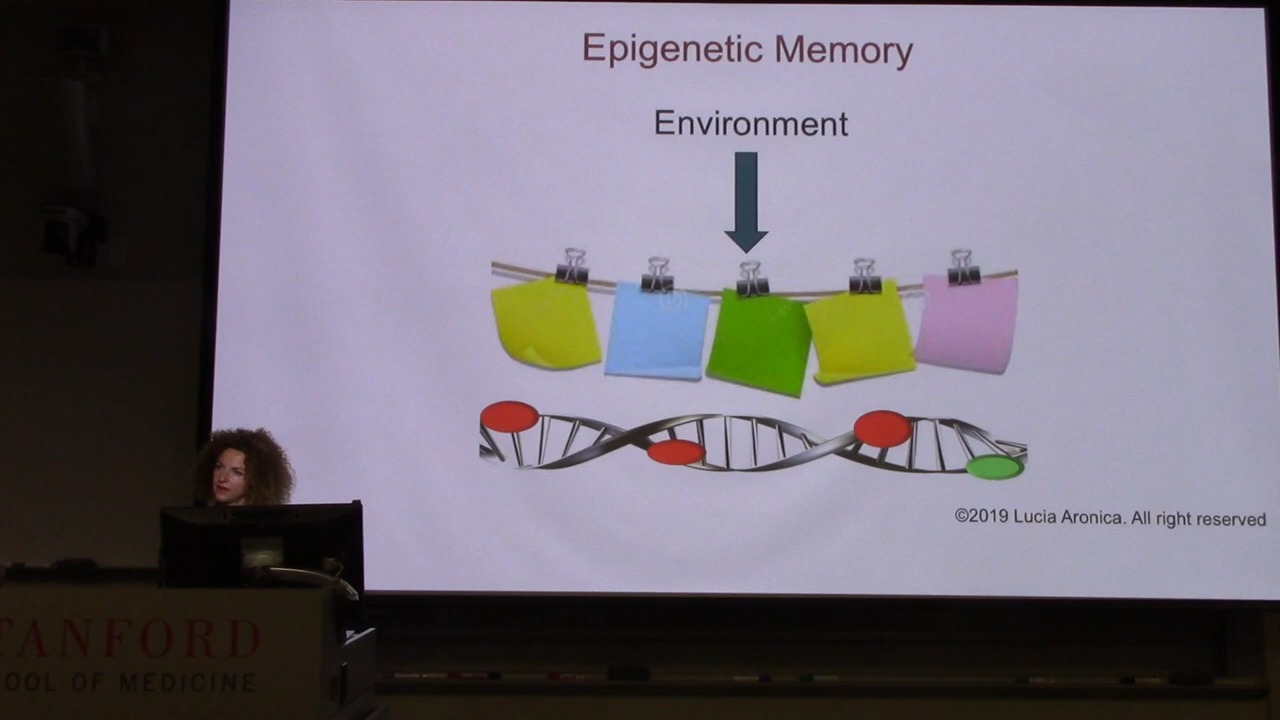 Epigenetic Memory
Environment
©2019 Lucia Aronica. All right reserved
TANFORD
OOL OF MEDICINE